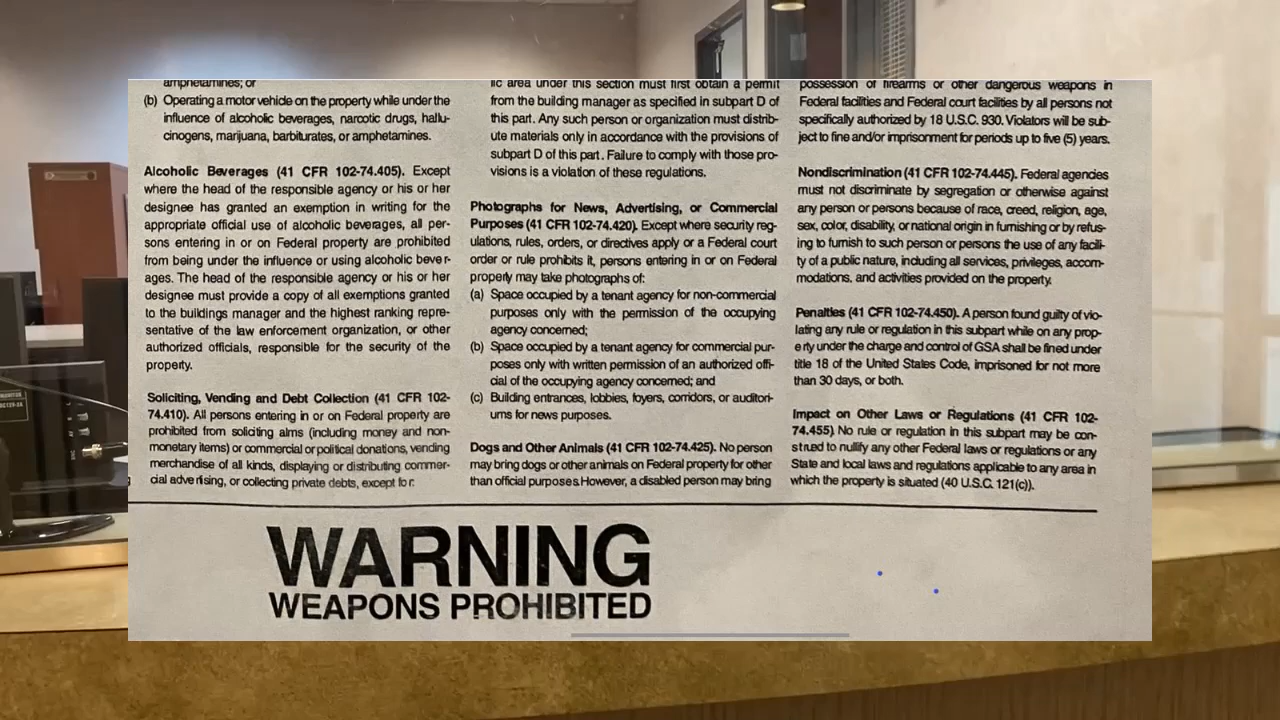 amphetamines; or
(b) Operating a motor vehicle on the property while under the
influence of alcoholic beverages, narcotic drugs, hallu-
cinogens, marijuana, barbiturates, or amphetamines.
Alcoholic Beverages (41 CFR 102-74.405). Except
where the head of the responsible agency or his or her
designee has granted an exemption in writing for the
appropriate official use of alcoholic beverages, all per-
sons entering in or on Federal property are prohibited
from being under the influence or using alcoholic bever-
ages. The head of the responsible agency or his or her
designee must provide a copy of all exemptions granted
to the buildings manager and the highest ranking repre-
sentative of the law enforcement organization, or other
authorized officials, responsible for the security of the
property.
Soliciting, Vending and Debt Collection (41 CFR 102-
74.410). All persons entering in or on Federal property are
prohibited from soliciting alms (including money and non-
monetary items) or commercial or political donations, vending
merchandise of all kinds, displaying or distributing commer-
cial advertising, or collecting private debts, except for:
lic area under this section must first obtain a permit
from the building manager as specified in subpart D of
this part. Any such person or organization must distrib-
ute materials only in accordance with the provisions of
subpart D of this part. Failure to comply with those pro-
visions is a violation of these regulations.
Photographs for News, Advertising, or Commercial
Purposes (41 CFR 102-74.420). Except where security reg-
ulations, rules, orders, or directives apply or a Federal court
order or rule prohibits it, persons entering in or on Federal
property may take photographs of:
(a) Space occupied by a tenant agency for non-commercial
purposes only with the permission of the occupying
agency concerned;
(b) Space occupied by a tenant agency for commercial pur-
poses only with written permission of an authorized offi-
cial of the occupying agency concerned; and
(c) Building entrances, lobbies, foyers, corridors, or auditori-
ums for news purposes.
Dogs and Other Animals (41 CFR 102-74.425). No person
may bring dogs or other animals on Federal property for other
than official purposes. However, a disabled person may bring
possession of firearms or other dangerous weapons in
Federal facilities and Federal court facilities by all persons not
specifically authorized by 18 U.S.C. 930. Violators will be sub-
ject to fine and/or imprisonment for periods up to five (5) years.
Nondiscrimination (41 CFR 102-74.445). Federal agencies
must not discriminate by segregation or otherwise against
any person or persons because of race, creed, religion, age,
sex, color, disability, or national origin in furnishing or by refus-
ing to furnish to such person or persons the use of any facili-
ty of a public nature, including all services, privileges, accom-
modations, and activities provided on the property.
Penalties (41 CFR 102-74.450). A person found guilty of vio-
lating any rule or regulation in this subpart while on any prop-
erty under the charge and control of GSA shall be fined under
title 18 of the United States Code, imprisoned for not more
than 30 days, or both.
Impact on Other Laws or Regulations (41 CFR 102-
74.455) No rule or regulation in this subpart may be con-
strued to nullify any other Federal laws or regulations or any
State and local laws and regulations applicable to any area in
which the property is situated (40 U.S.C. 121(c)).
WARNING
WEAPONS PROHIBITED